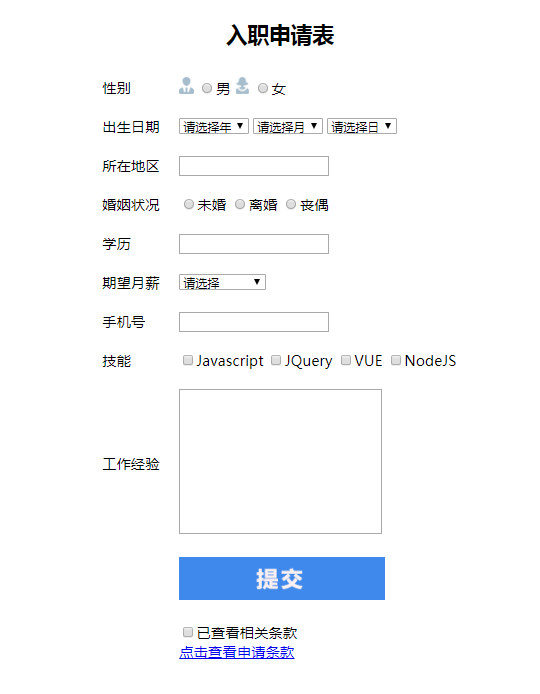 入职申请表
性别 男 女
出生日期 请选择年 请选择月 请选择日
所在地区
婚姻状况 未婚 离婚 丧偶
学历
期望月薪 请选择
手机号
技能 Javascript JQuery VUE NodeJS
工作经验
提交
已查看相关条款
点击查看申请条款